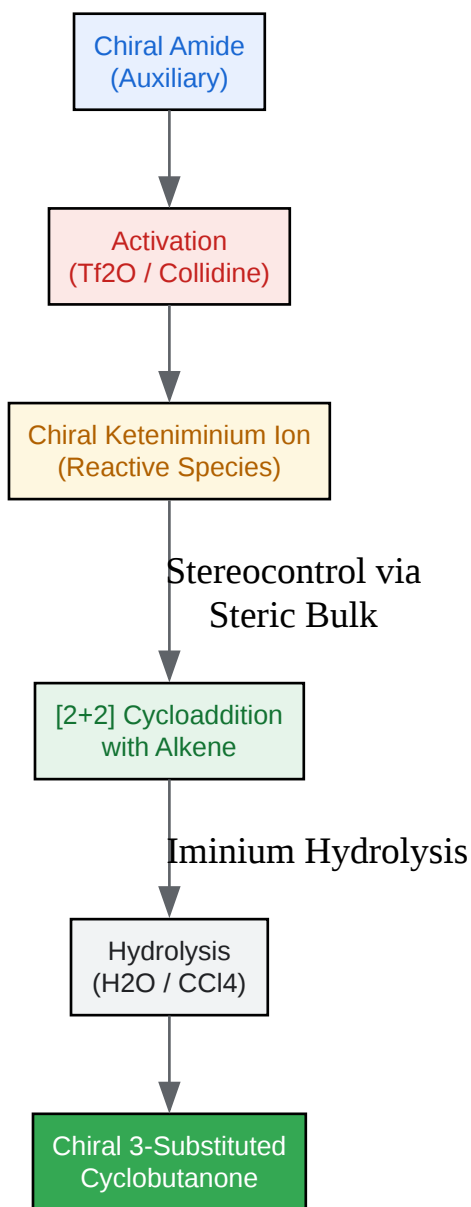 Chiral Amide
(Auxiliary)
Activation
(Tf2O / Collidine)
Chiral Keteniminium Ion
(Reactive Species)
Stereocontrol via
Steric Bulk
[2+2] Cycloaddition
with Alkene
Iminium Hydrolysis
Hydrolysis
(H2O / CCl4)
Chiral 3-Substituted
Cyclobutanone